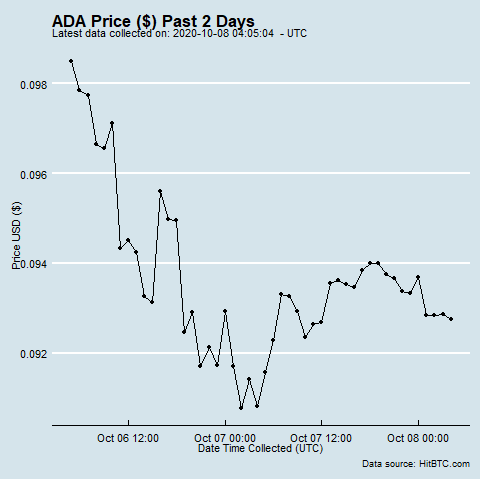 ADA Price ($) Past 2 Days
Latest data collected on: 2020-10-08 04:05:04 - UTC
0.098
0.096
0.094
0.092
Price USD ($)
Oct 06 12:00 Oct 07 00:00 Oct 07 12:00 Oct 08 00:00
Date Time Collected (UTC)
Data source: HitBTC.com